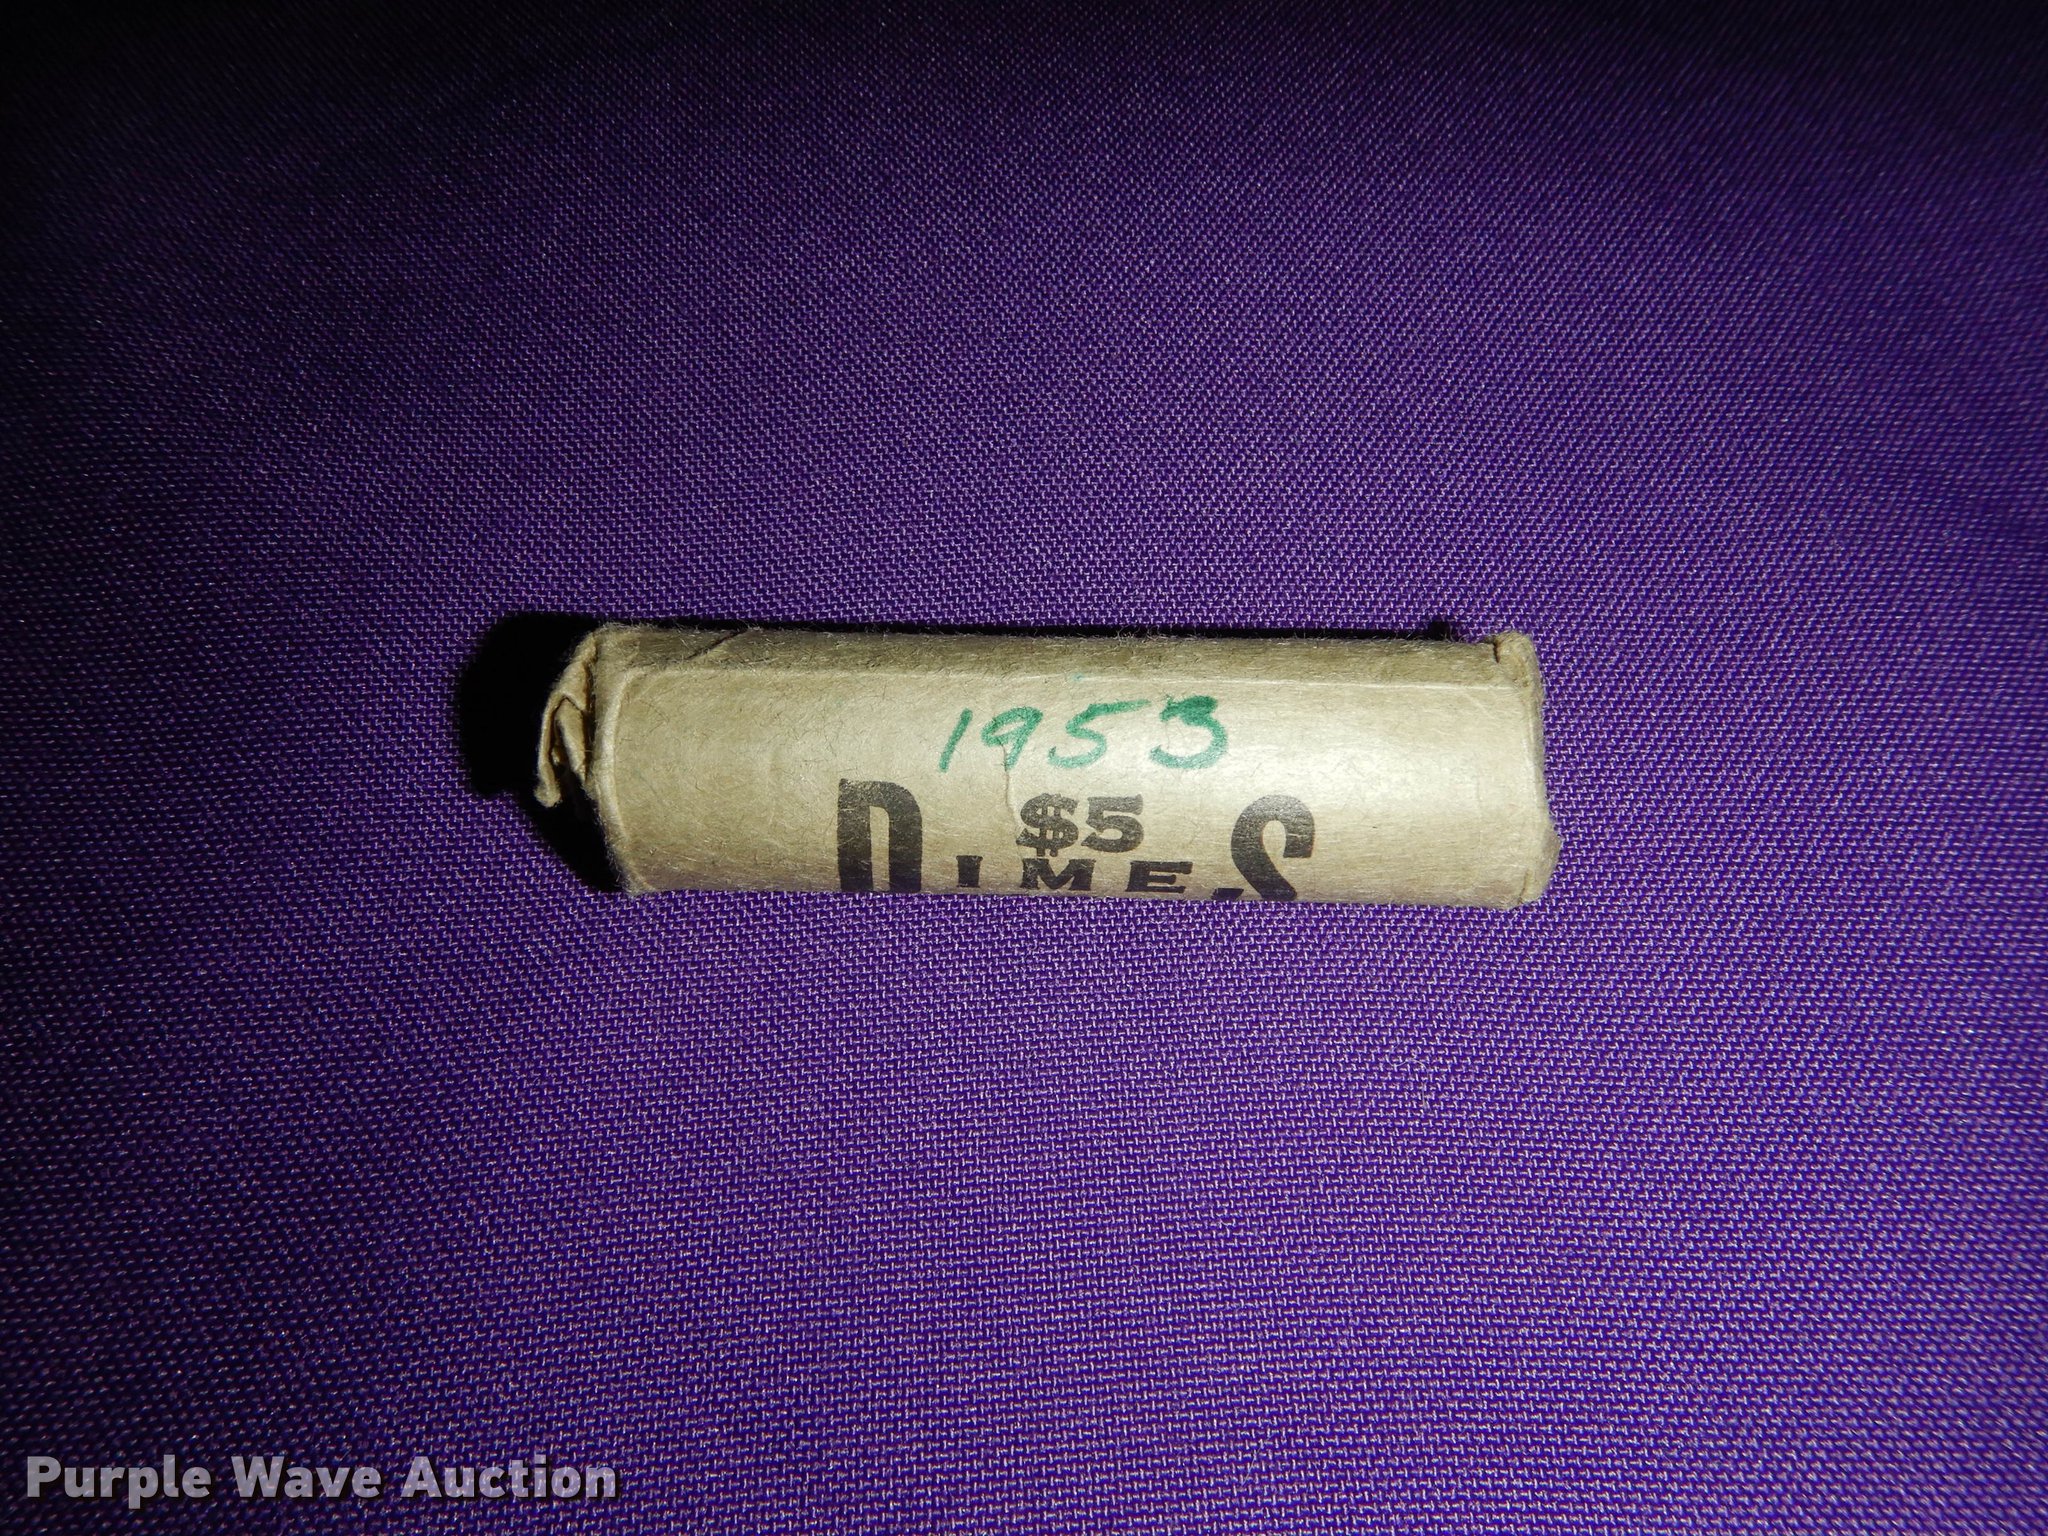 1953
$5
DIMES
Purple Wave Auction